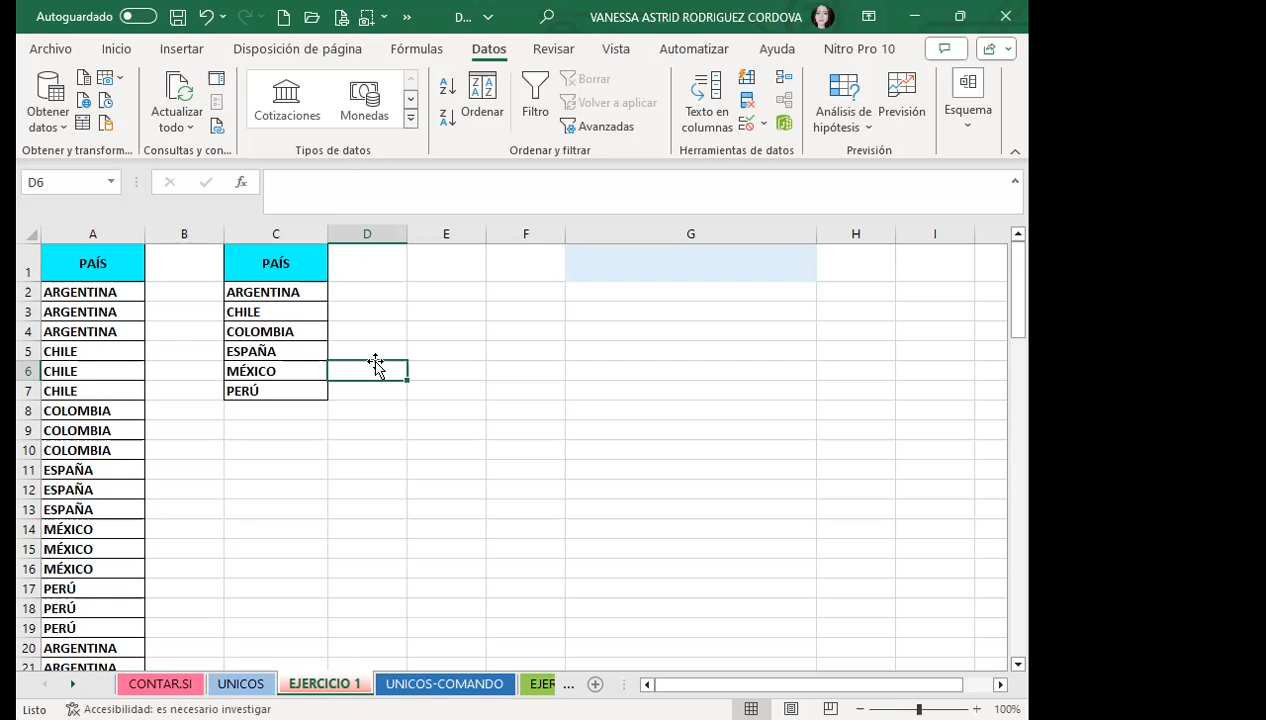 Autoguardado
D...
VANESSA ASTRID RODRIGUEZ CORDOVA
Archivo Inicio Insertar Disposición de página Fórmulas Datos Revisar Vista Automatizar Ayuda Nitro Pro 10
Obtener datos
Actualizar todo
Cotizaciones
Monedas
Ordenar
Filtro
Borrar
Volver a aplicar
Avanzadas
Texto en columnas
Análisis de hipótesis
Previsión
Esquema
Obtener y transform... Consultas y con... Tipos de datos Ordenar y filtrar Herramientas de datos Previsión
D6 fx
A B C D E F G H I
1 PAÍS PAÍS
2 ARGENTINA ARGENTINA
3 ARGENTINA CHILE
4 ARGENTINA COLOMBIA
5 CHILE ESPAÑA
6 CHILE MÉXICO
7 CHILE PERÚ
8 COLOMBIA
9 COLOMBIA
10 COLOMBIA
11 ESPAÑA
12 ESPAÑA
13 ESPAÑA
14 MÉXICO
15 MÉXICO
16 MÉXICO
17 PERÚ
18 PERÚ
19 PERÚ
20 ARGENTINA
21 ARGENTINA
CONTAR.SI UNICOS EJERCICIO 1 UNICOS-COMANDO EJER ...
Listo Accesibilidad: es necesario investigar 100%